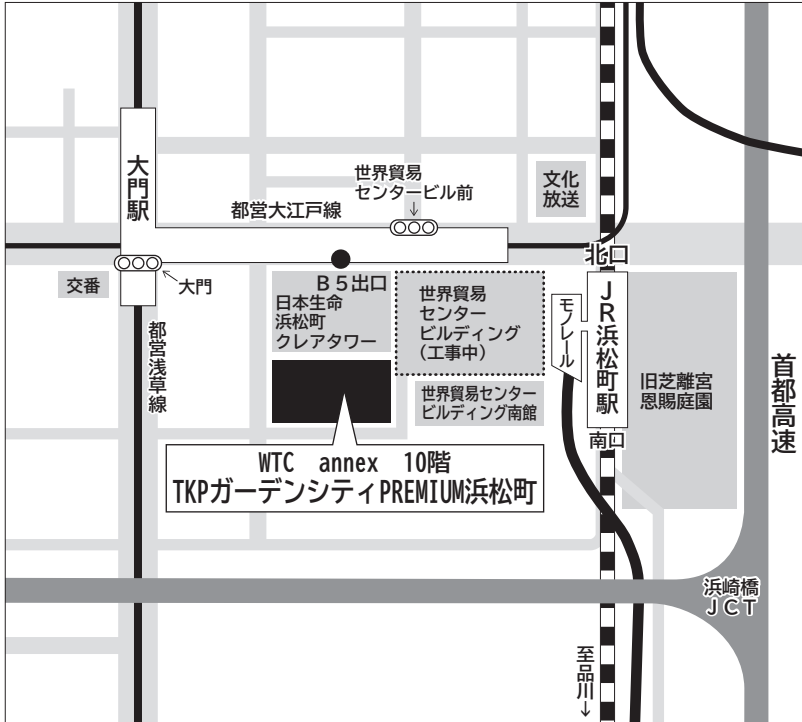 大門駅
世界貿易
センタービル前
都営大江戸線
文化
放送
北口
交番
大門
B5出口
日本生命
浜松町
クレアタワー
世界貿易
センター
ビルディング
(工事中)
モノレール
JR浜松町駅
旧芝離宮
恩賜庭園
首都高速
都営浅草線
世界貿易センター
ビルディング南館
南口
WTC annex 10階
TKPガーデンシティPREMIUM浜松町
浜崎橋
JCT
至品川